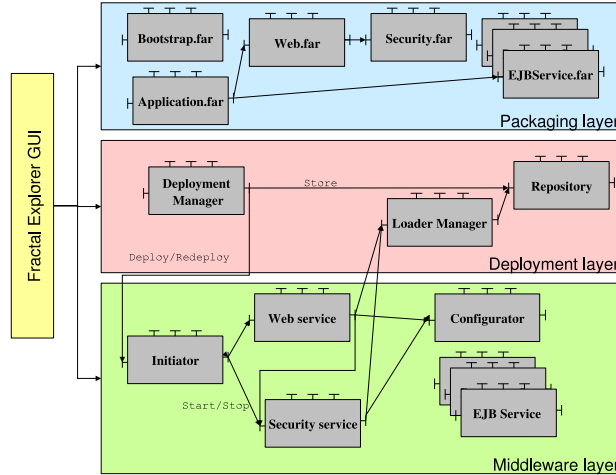 Fractal Explorer GUI
Bootstrap.far
Web.far
Security.far
Application.far
EJBService.far
Packaging layer
Deployment
Manager
Store
Repository
Loader Manager
Deploy/Redeploy
Deployment layer
Web service
Configurator
Initiator
Start/Stop
Security service
EJB Service
Middleware layer